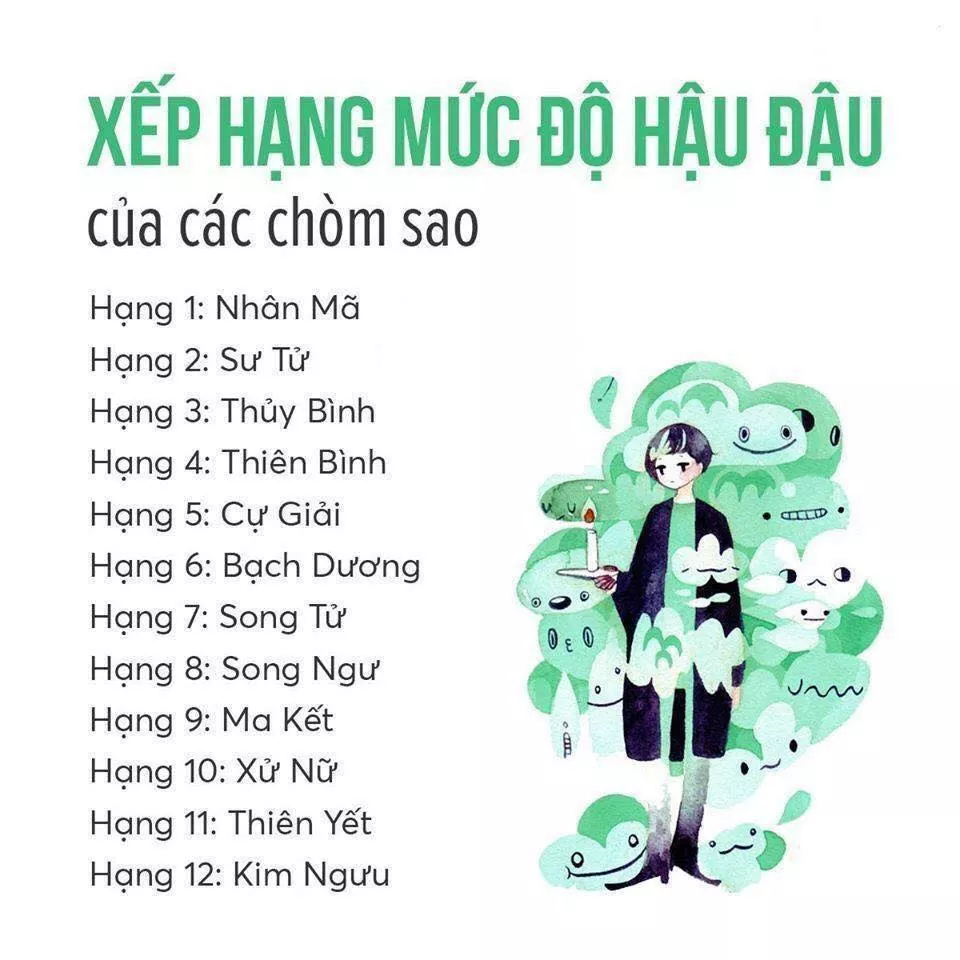 XẾP HẠNG MỨC ĐỘ HẬU ĐẬU
của các chòm sao
Hạng 1: Nhân Mã
Hạng 2: Sư Tử
Hạng 3: Thủy Bình
Hạng 4: Thiên Bình
Hạng 5: Cự Giải
Hạng 6: Bạch Dương
Hạng 7: Song Tử
Hạng 8: Song Ngư
Hạng 9: Ma Kết
Hạng 10: Xử Nữ
Hạng 11: Thiên Yết
Hạng 12: Kim Ngưu